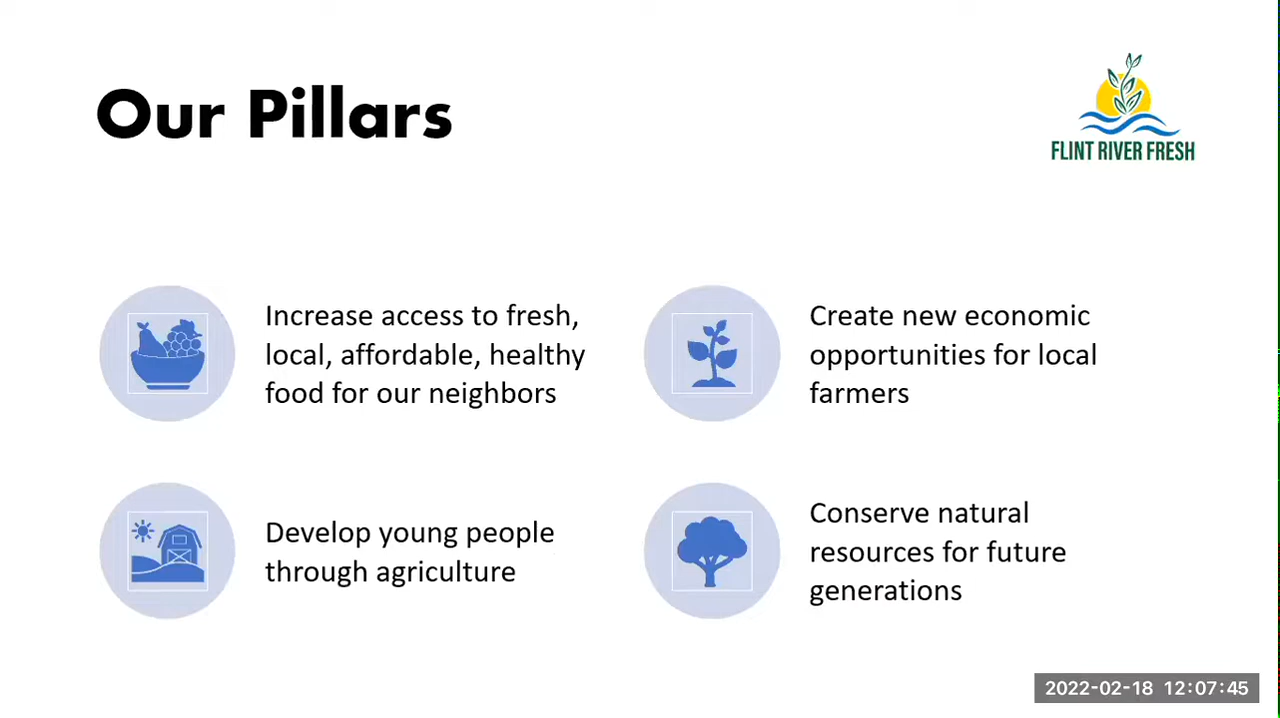 Our Pillars
FLINT RIVER FRESH
Increase access to fresh,
local, affordable, healthy
food for our neighbors
Create new economic
opportunities for local
farmers
Develop young people
through agriculture
Conserve natural
resources for future
generations
2022-02-18 12:07:45